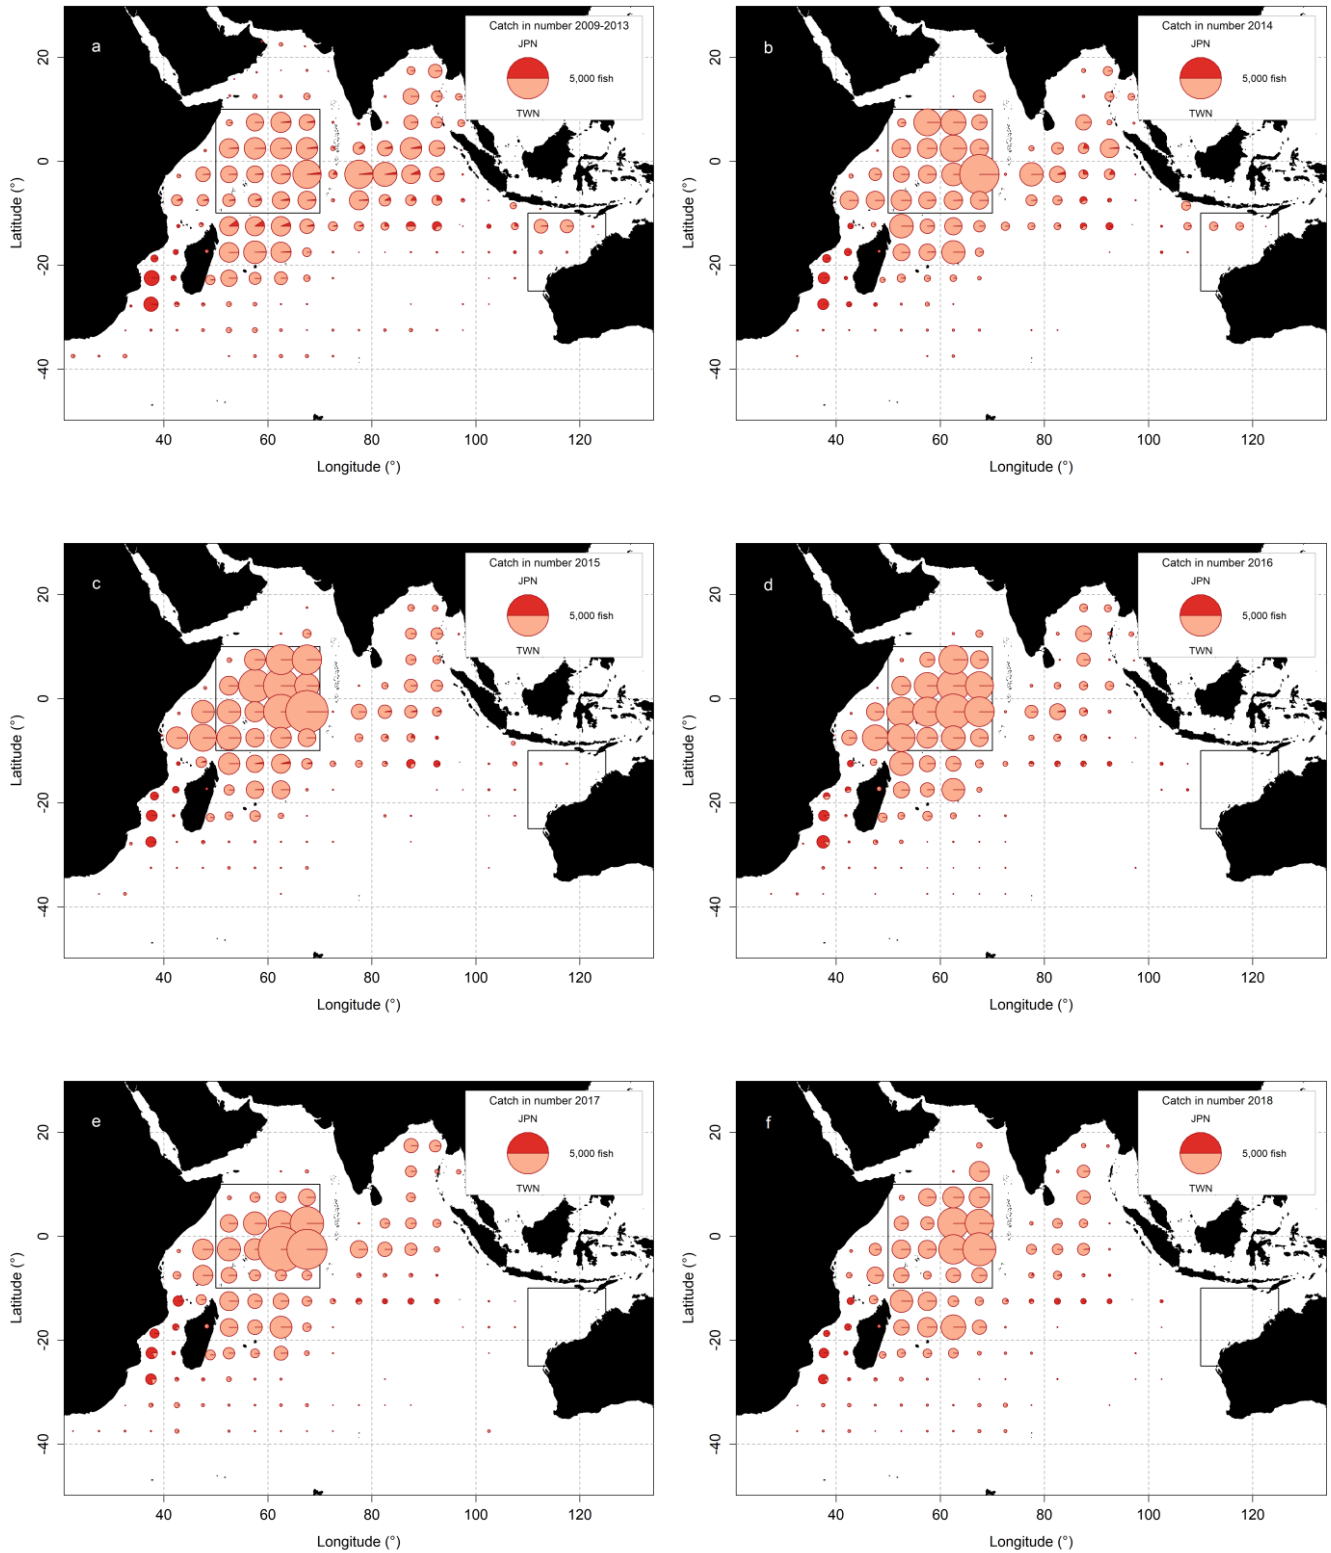 a
Catch in number 2009-2013
JPN
5,000 fish
TWN
20
0
-20
-40
Latitude (°)
40 60 80 100 120
Longitude (°)
b
Catch in number 2014
JPN
5,000 fish
TWN
20
0
-20
-40
Latitude (°)
40 60 80 100 120
Longitude (°)
c
Catch in number 2015
JPN
5,000 fish
TWN
20
0
-20
-40
Latitude (°)
40 60 80 100 120
Longitude (°)
d
Catch in number 2016
JPN
5,000 fish
TWN
20
0
-20
-40
Latitude (°)
40 60 80 100 120
Longitude (°)
e
Catch in number 2017
JPN
5,000 fish
TWN
20
0
-20
-40
Latitude (°)
40 60 80 100 120
Longitude (°)
f
Catch in number 2018
JPN
5,000 fish
TWN
20
0
-20
-40
Latitude (°)
40 60 80 100 120
Longitude (°)